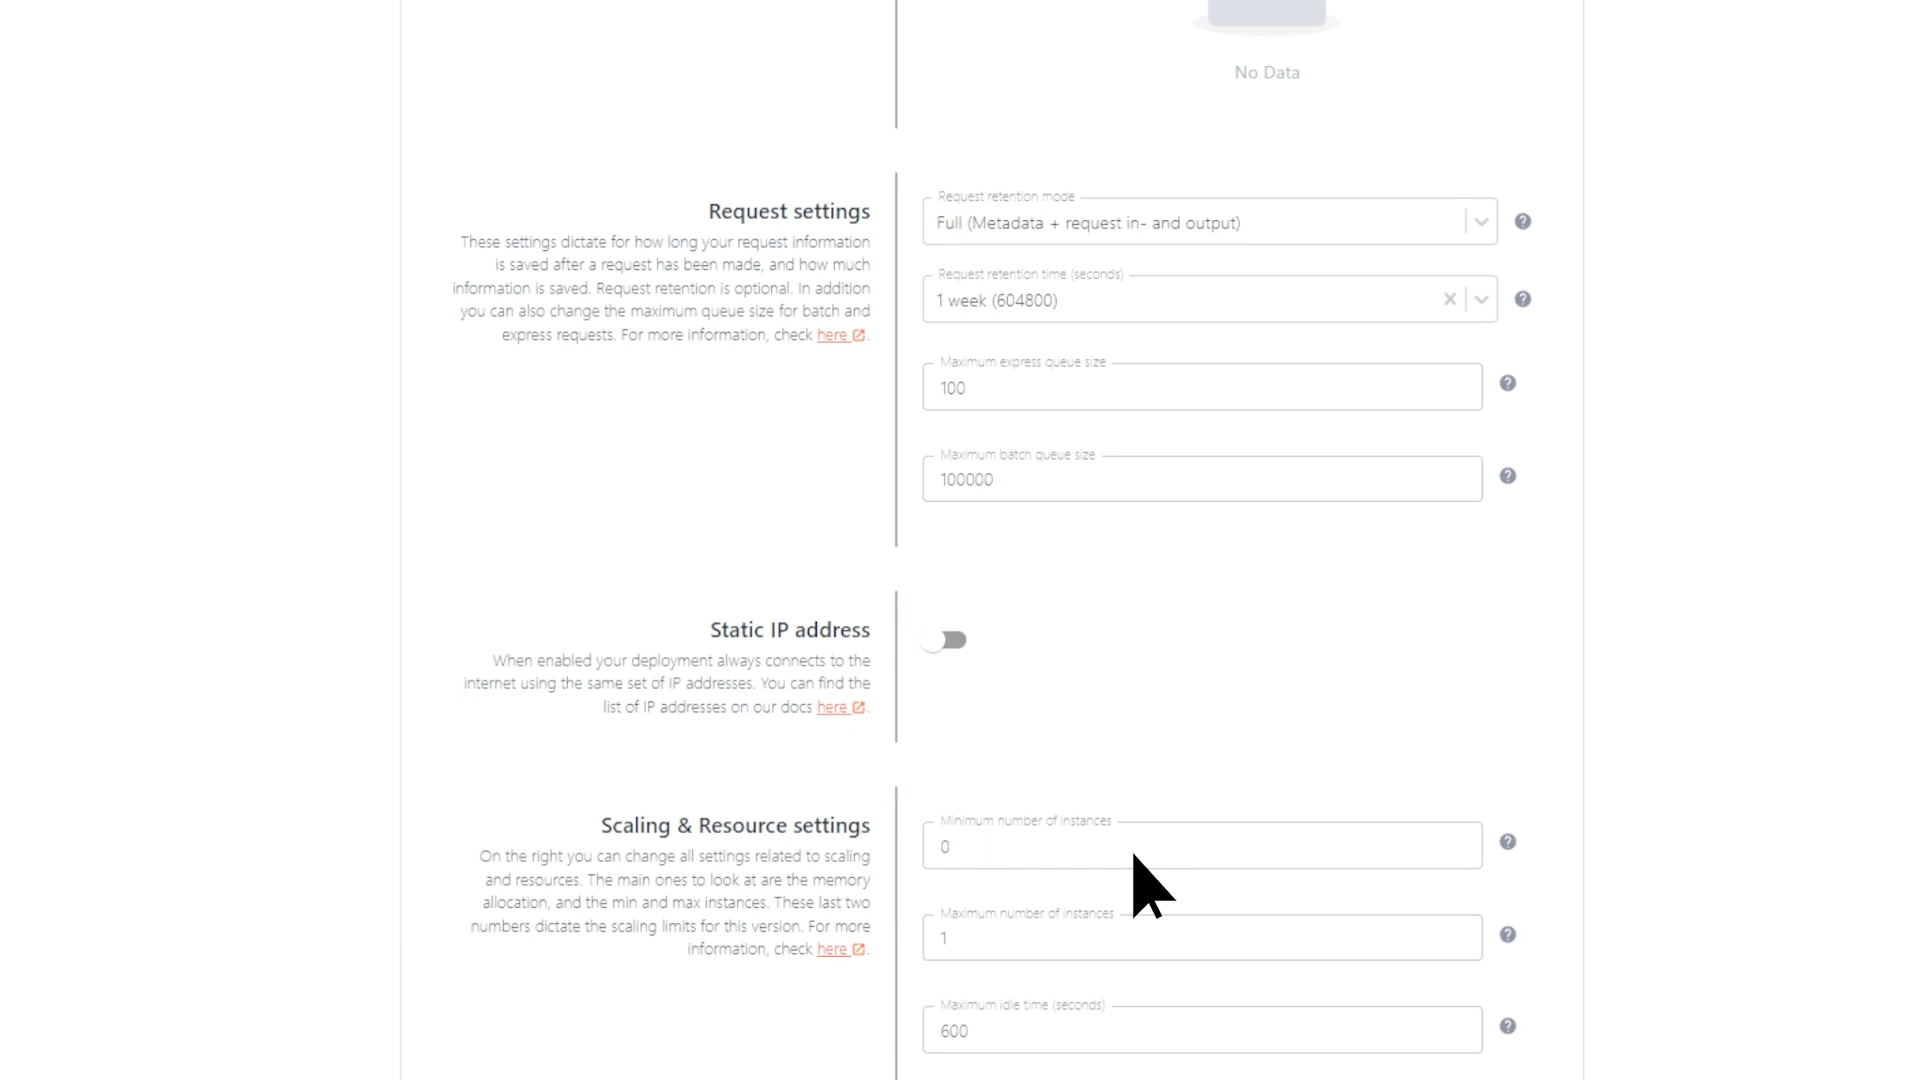 No Data
Request settings
These settings dictate for how long your request information
is saved after a request has been made, and how much
information is saved. Request retention is optional. In addition
you can also change the maximum queue size for batch and
express requests. For more information, check here.
Request retention mode
Full (Metadata + request in- and output)
Request retention time (seconds)
1 week (604800)
Maximum express queue size
100
Maximum batch queue size
100000
Static IP address
When enabled your deployment always connects to the
internet using the same set of IP addresses. You can find the
list of IP addresses on our docs here.
Scaling & Resource settings
On the right you can change all settings related to scaling
and resources. The main ones to look at are the memory
allocation, and the min and max instances. These last two
numbers dictate the scaling limits for this version. For more
information, check here.
Minimum number of instances
0
Maximum number of instances
1
Maximum idle time (seconds)
600